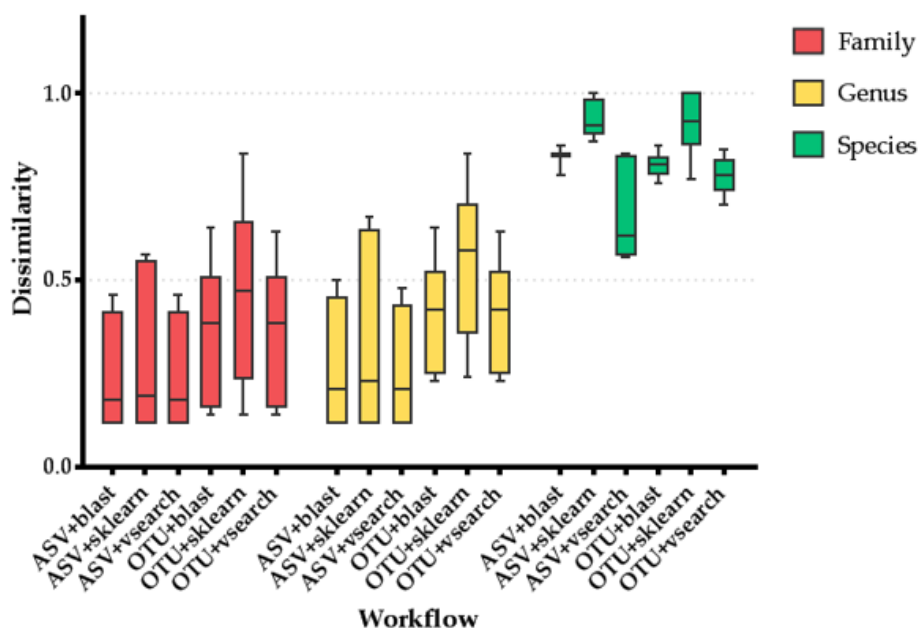 Family
Genus
Species
Dissimilarity
1.0
0.5
0.0
ASV+blast
ASV+sklearn
ASV+vsearch
OTU+blast
OTU+sklearn
OTU+vsearch
ASV+blast
ASV+sklearn
ASV+vsearch
OTU+blast
OTU+sklearn
OTU+vsearch
ASV+blast
ASV+sklearn
ASV+vsearch
OTU+blast
OTU+sklearn
OTU+vsearch
Workflow